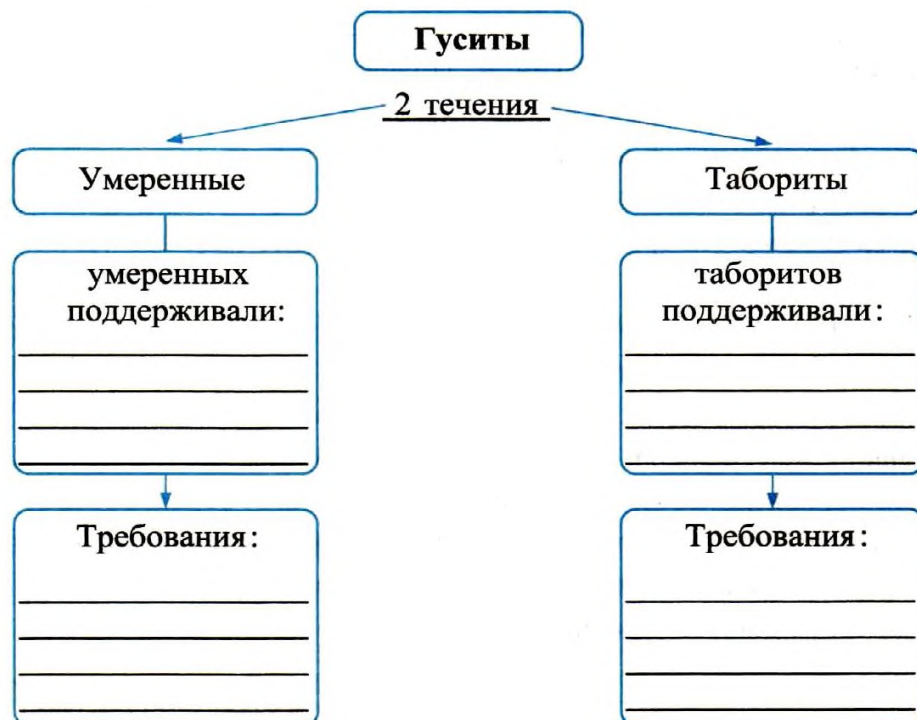 Гуситы
2 течения
Умеренные
Табориты
умеренных
поддерживали:
таборитов
поддерживали:
Требования:
Требования: